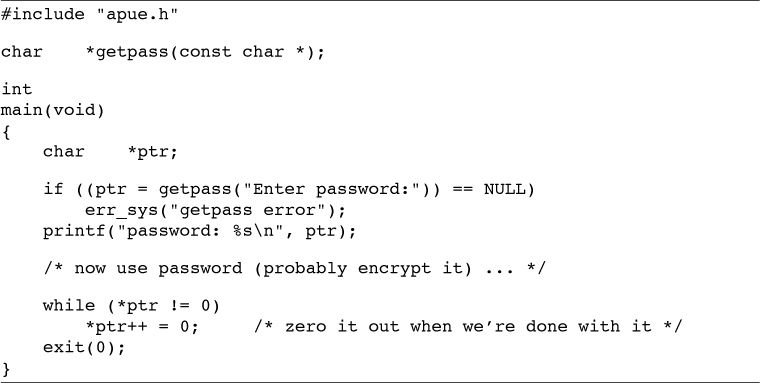 #include "apue.h"
char    *getpass(const char *);
int
main(void)
{
    char    *ptr;
    if ((ptr = getpass("Enter password:")) == NULL)
        err_sys("getpass error");
    printf("password: %s\n", ptr);
    /* now use password (probably encrypt it) ... */
    while (*ptr != 0)
        *ptr++ = 0;     /* zero it out when we’re done with it */
    exit(0);
}